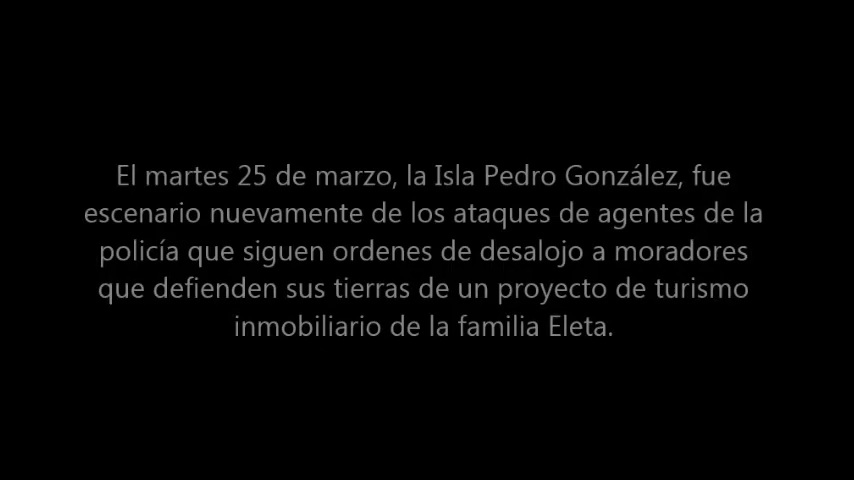 El martes 25 de marzo, la Isla Pedro González, fue
escenario nuevamente de los ataques de agentes de la
policía que siguen ordenes de desalojo a moradores
que defienden sus tierras de un proyecto de turismo
inmobiliario de la familia Eleta.